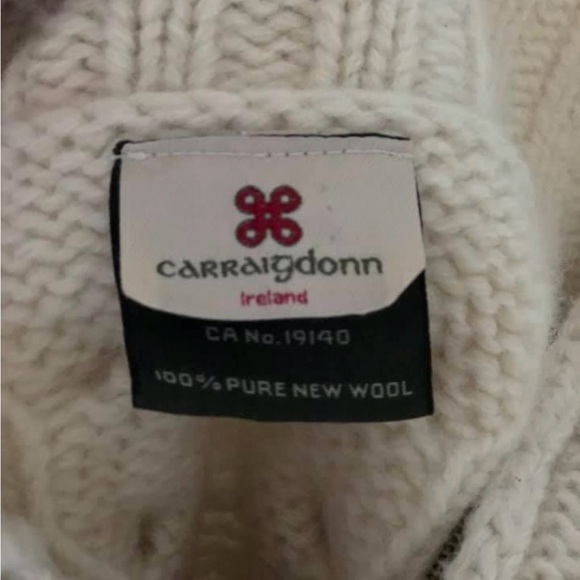 CARRAIGDONN
Ireland
CA No.19140
100% PURE NEW WOOL